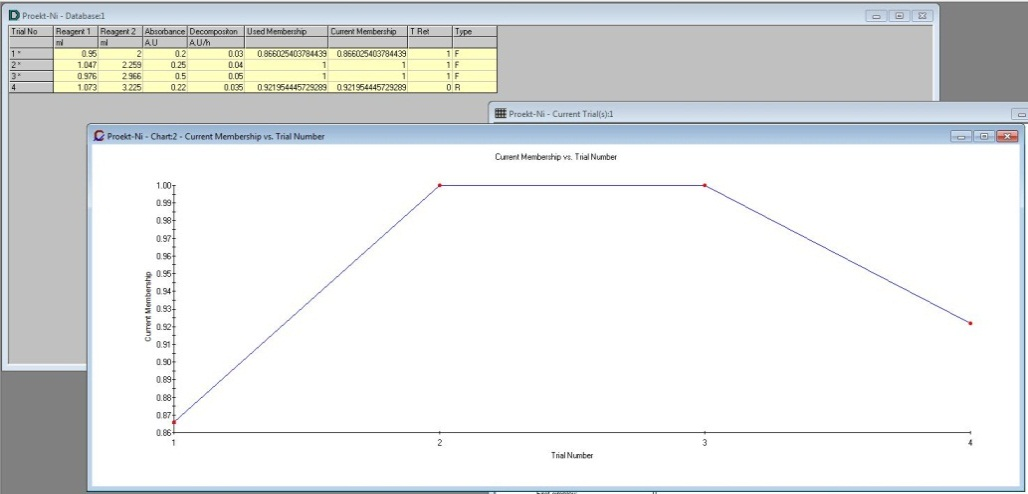 Proekt-Ni - Database:1
Trial No Reagent 1 Reagent 2 Absorbance Decompositon Used Membership Current Membership T Ret Type
ml ml A.U A.U/h
1 * 0.95 2 0.2 0.03 0.866025403784439 0.866025403784439 1 F
2 * 1.047 2.259 0.25 0.04 1 1 1 F
3 * 0.976 2.966 0.5 0.05 1 1 1 F
4 1.073 3.225 0.22 0.035 0.921954445729289 0.921954445729289 0 R
Proekt-Ni - Current Trial(s):1
Proekt-Ni - Chart:2 - Current Membership vs. Trial Number
Current Membership vs. Trial Number
1.00
0.99
0.98
0.97
0.96
0.95
0.94
0.93
0.92
0.91
0.90
0.89
0.88
0.87
0.86
Current Membership
1 2 3 4
Trial Number